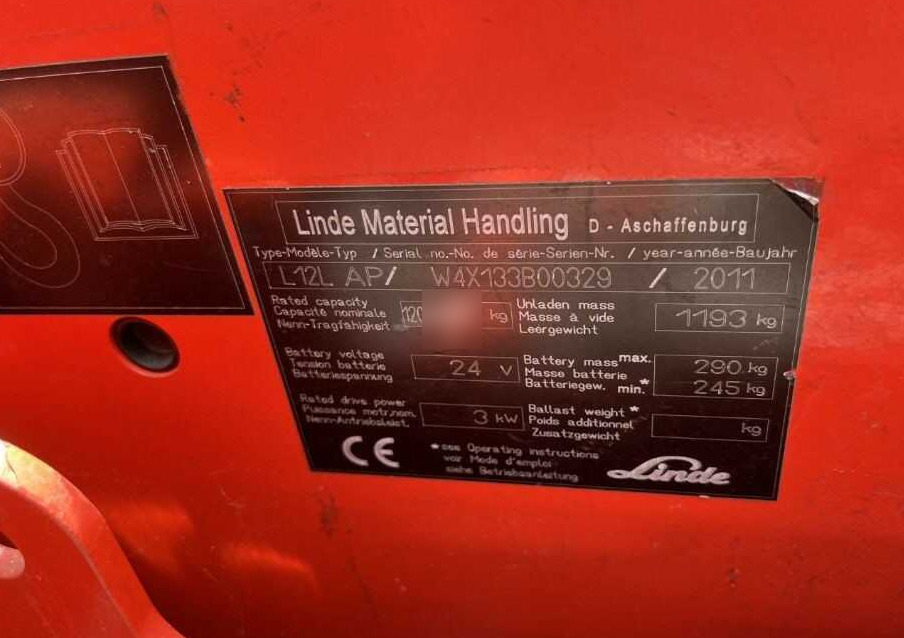 Linde Material Handling D - Aschaffenburg
Type-Modèle-Typ / Serial no.-No. de série-Serien-Nr. / year-année-Baujahr
L12L AP/ W4X133B00329 / 2011
Rated capacity
Capacité nominale
Nenn-Tragfähigkeit
kg
Unladen mass
Masse à vide
Leergewicht
1193 kg
Battery voltage
Tension batterie
Batteriespannung
24 V
Battery mass max.
Masse batterie
Batteriegew. min.*
290 kg
245 kg
Rated drive power
Puissance motr.nom.
Nenn-Antriebsleist.
3 kW
Ballast weight *
Poids additionnel
Zusatzgewicht
kg
CE
*see Operating instructions
voir Mode d'emploi
siehe Betriebsanleitung
Linde